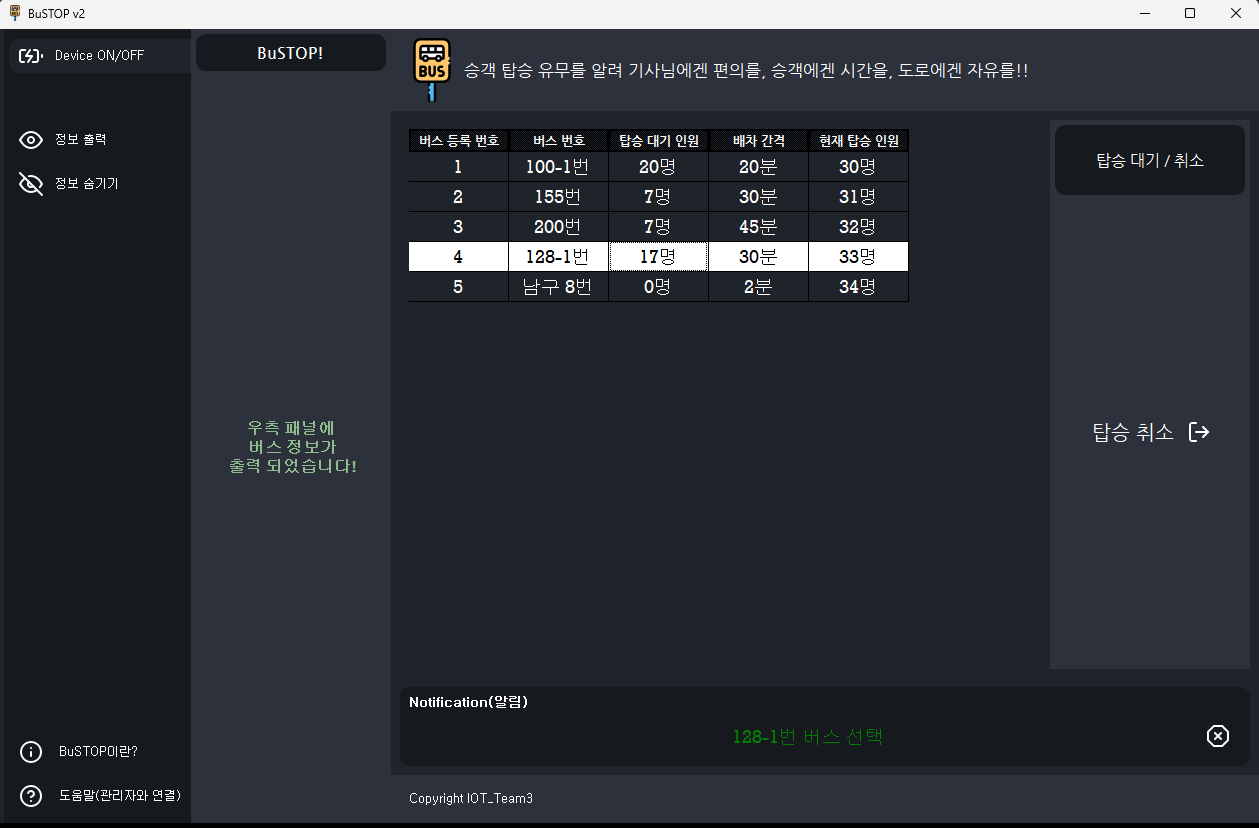 BuSTOP v2
Device ON/OFF
정보 출력
정보 숨기기
BuSTOP이란?
도움말(관리자와 연결)
BuSTOP!
우측 패널에
버스 정보가
출력 되었습니다!
BUS
승객 탑승 유무를 알려 기사님에겐 편의를, 승객에겐 시간을, 도로에겐 자유를!!
버스 등록 번호 버스 번호 탑승 대기 인원 배차 간격 현재 탑승 인원
1 100-1번 20명 20분 30명
2 155번 7명 30분 31명
3 200번 7명 45분 32명
4 128-1번 17명 30분 33명
5 남구 8번 0명 2분 34명
탑승 대기 / 취소
탑승 취소
Notification(알림)
128-1번 버스 선택
Copyright IOT_Team3